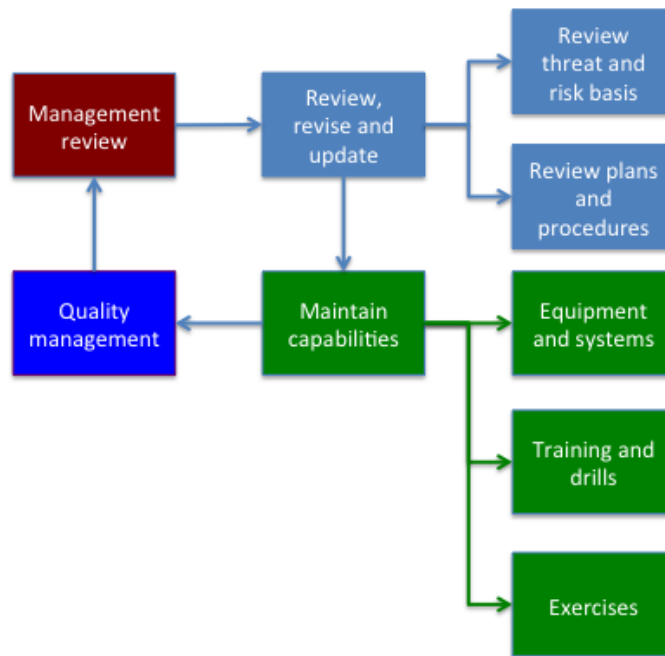 Management
review
Review,
revise and
update
Review
threat and
risk basis
Review plans
and
procedures
Quality
management
Maintain
capabilities
Equipment
and systems
Training and
drills
Exercises